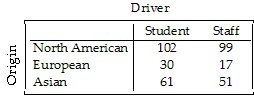 Driver
Student Staff
Origin
North American 102 99
European 30 17
Asian 61 51